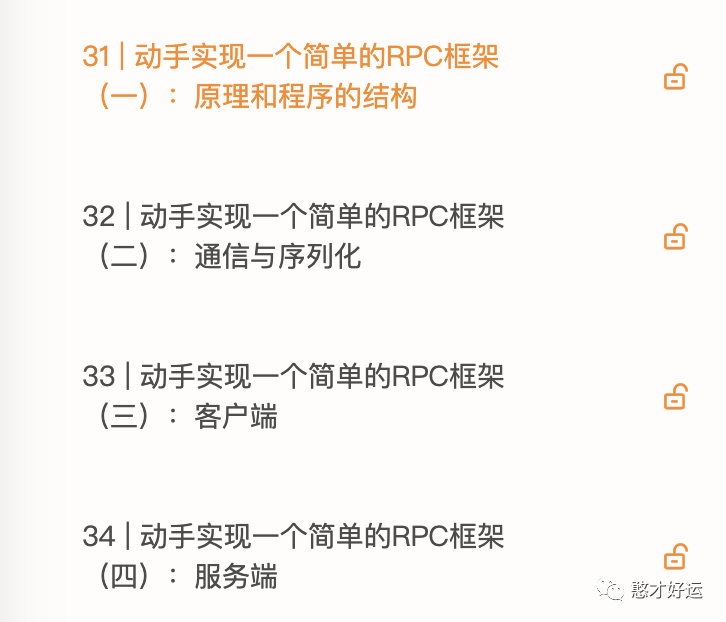 31 | 动手实现一个简单的RPC框架
（一）：原理和程序的结构
32 | 动手实现一个简单的RPC框架
（二）：通信与序列化
33 | 动手实现一个简单的RPC框架
（三）：客户端
34 | 动手实现一个简单的RPC框架
（四）：服务端
憨才好运